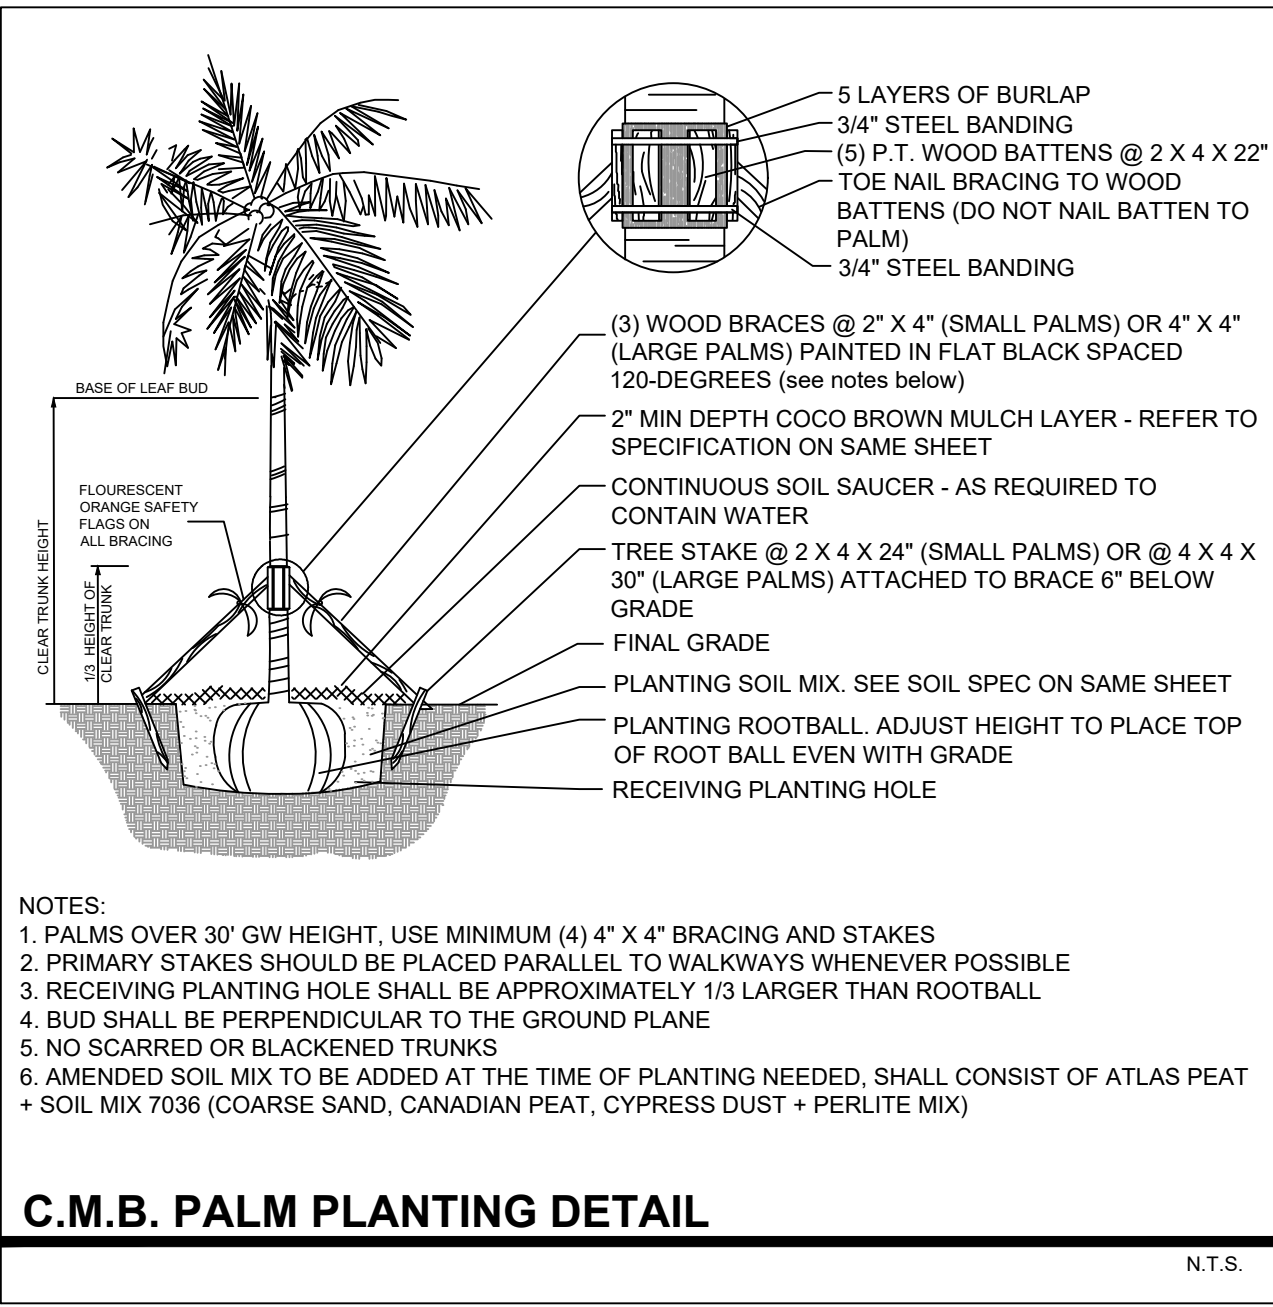 5 LAYERS OF BURLAP
3/4" STEEL BANDING
(5) P.T. WOOD BATTENS @ 2 X 4 X 22"
TOE NAIL BRACING TO WOOD
BATTENS (DO NOT NAIL BATTEN TO
PALM)
3/4" STEEL BANDING
(3) WOOD BRACES @ 2" X 4" (SMALL PALMS) OR 4" X 4"
(LARGE PALMS) PAINTED IN FLAT BLACK SPACED
120-DEGREES (see notes below)
2" MIN DEPTH COCO BROWN MULCH LAYER - REFER TO
SPECIFICATION ON SAME SHEET
CONTINUOUS SOIL SAUCER - AS REQUIRED TO
CONTAIN WATER
TREE STAKE @ 2 X 4 X 24" (SMALL PALMS) OR @ 4 X 4 X
30" (LARGE PALMS) ATTACHED TO BRACE 6" BELOW
GRADE
FINAL GRADE
PLANTING SOIL MIX. SEE SOIL SPEC ON SAME SHEET
PLANTING ROOTBALL. ADJUST HEIGHT TO PLACE TOP
OF ROOT BALL EVEN WITH GRADE
RECEIVING PLANTING HOLE
BASE OF LEAF BUD
FLOURESCENT
ORANGE SAFETY
FLAGS ON
ALL BRACING
CLEAR TRUNK HEIGHT
1/3 HEIGHT OF
CLEAR TRUNK
NOTES:
1. PALMS OVER 30' GW HEIGHT, USE MINIMUM (4) 4" X 4" BRACING AND STAKES
2. PRIMARY STAKES SHOULD BE PLACED PARALLEL TO WALKWAYS WHENEVER POSSIBLE
3. RECEIVING PLANTING HOLE SHALL BE APPROXIMATELY 1/3 LARGER THAN ROOTBALL
4. BUD SHALL BE PERPENDICULAR TO THE GROUND PLANE
5. NO SCARRED OR BLACKENED TRUNKS
6. AMENDED SOIL MIX TO BE ADDED AT THE TIME OF PLANTING NEEDED, SHALL CONSIST OF ATLAS PEAT
+ SOIL MIX 7036 (COARSE SAND, CANADIAN PEAT, CYPRESS DUST + PERLITE MIX)
C.M.B. PALM PLANTING DETAIL
N.T.S.